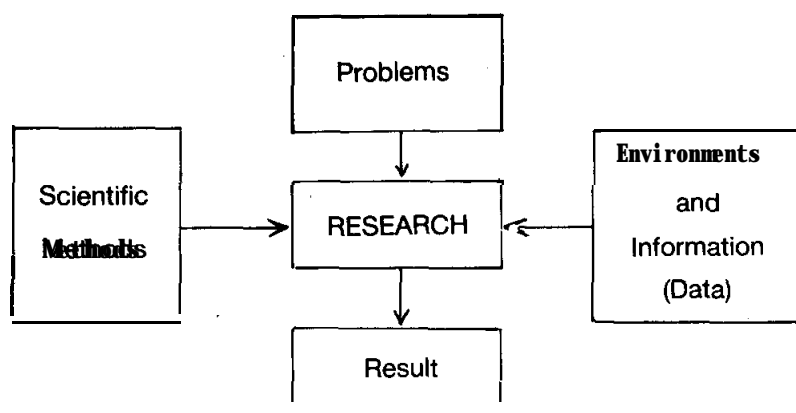 Problems
Scientific
Methods
RESEARCH
Environments
and
Information
(Data)
Result